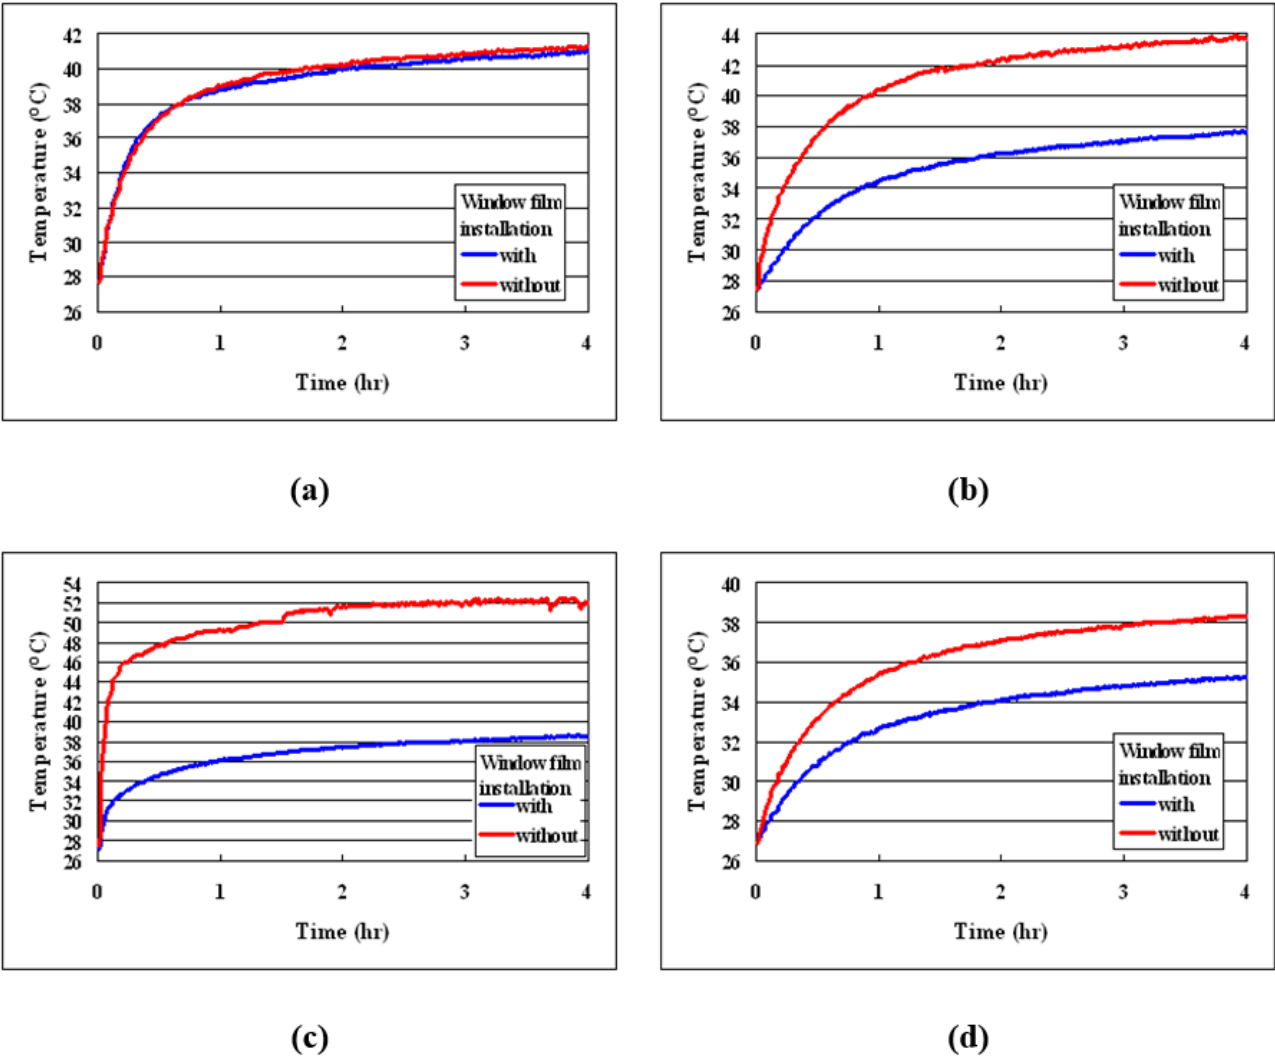 42
40
38
36
34
32
30
28
26
Temperature (°C)
0 1 2 3 4
Time (hr)
Window film
installation
with
without
(a)
44
42
40
38
36
34
32
30
28
26
Temperature (°C)
0 1 2 3 4
Time (hr)
Window film
installation
with
without
(b)
54
52
50
48
46
44
42
40
38
36
34
32
30
28
26
Temperature (°C)
0 1 2 3 4
Time (hr)
Window film
installation
with
without
(c)
40
38
36
34
32
30
28
26
Temperature (°C)
0 1 2 3 4
Time (hr)
Window film
installation
with
without
(d)